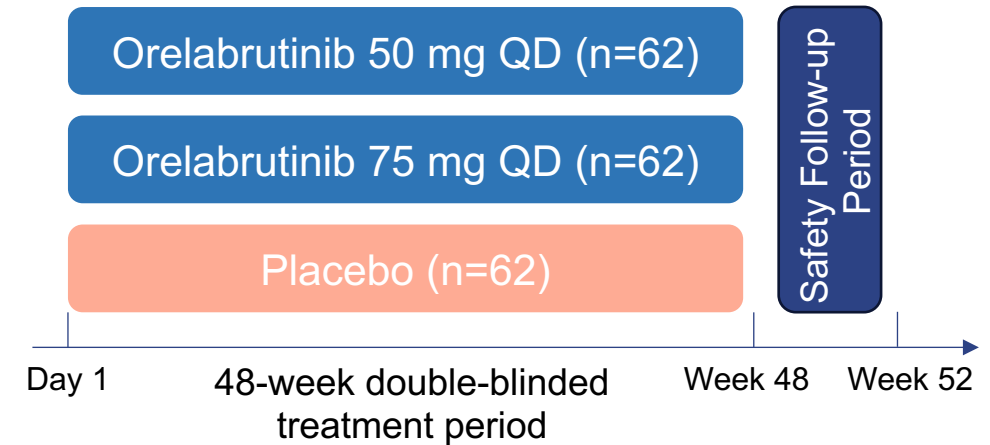 Orelabrutinib 50 mg QD (n=62)
Orelabrutinib 75 mg QD (n=62)
Placebo (n=62)
Safety Follow-up
Period
Day 1
48-week double-blinded
treatment period
Week 48
Week 52